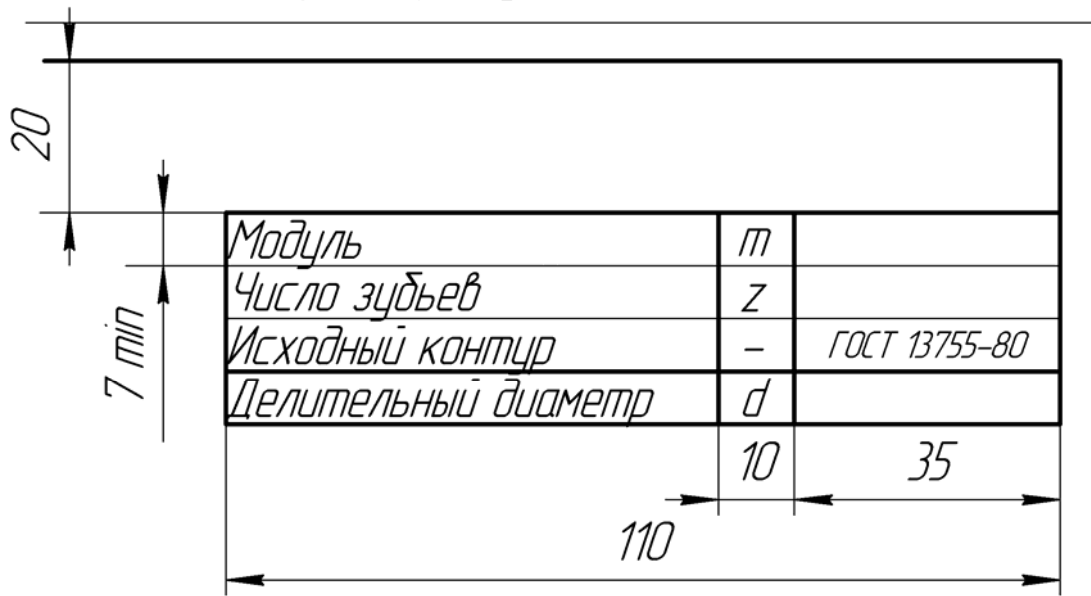 20
7 min
Модуль m
Число зубьев z
Исходный контур – ГОСТ 13755-80
Делительный диаметр d
10 35
110